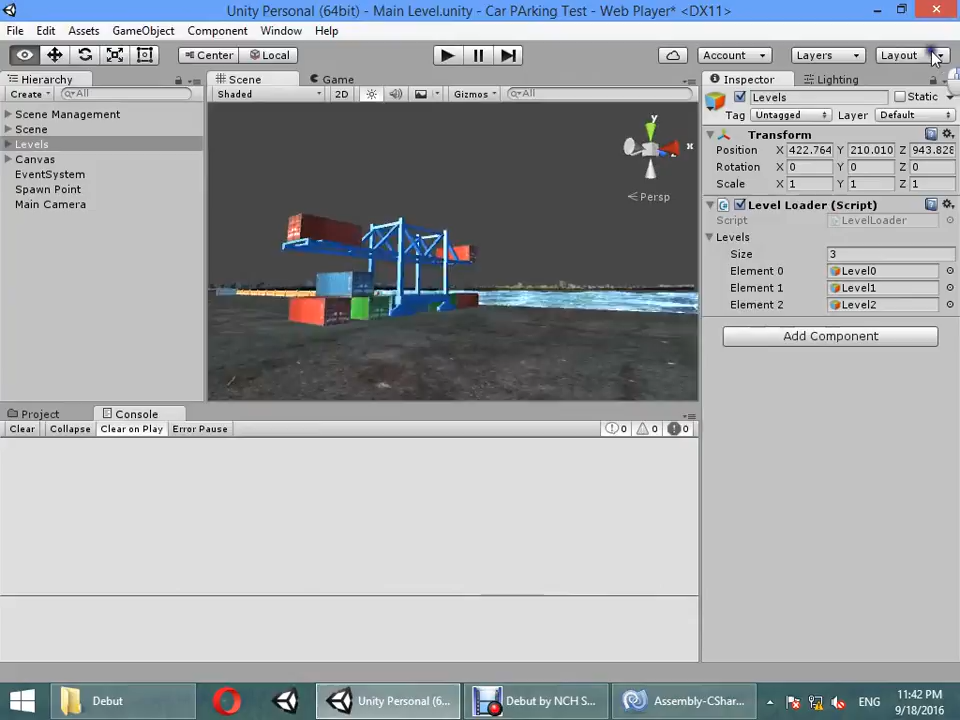 Unity Personal (64bit) - Main Level.unity - Car PArking Test - Web Player* <DX11>
File Edit Assets GameObject Component Window Help
Center Local Account Layers Layout
Hierarchy Scene Game Inspector Lighting
Create All Shaded 2D Gizmos All Levels Static
Scene Management Tag Untagged Layer Default
Scene Transform
Levels Position X 422.764 Y 210.010 Z 943.828
Canvas Rotation X 0 Y 0 Z 0
EventSystem Scale X 1 Y 1 Z 1
Spawn Point
Main Camera
y
x
Persp
Level Loader (Script)
Script LevelLoader
Levels
Size 3
Element 0 Level0
Element 1 Level1
Element 2 Level2
Add Component
Project Console
Clear Collapse Clear on Play Error Pause 0 0 0
Debut Unity Personal (6... Debut by NCH S... Assembly-CShar... ENG 11:42 PM
9/18/2016